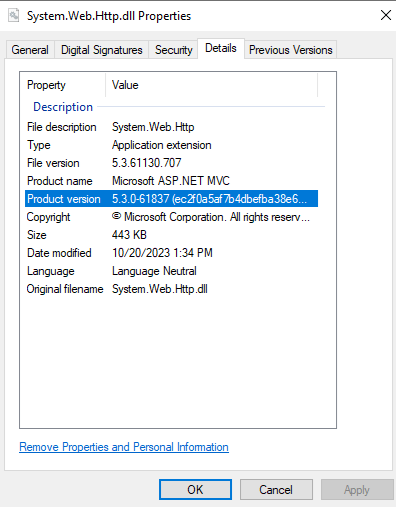 System.Web.Http.dll Properties
General Digital Signatures Security Details Previous Versions
Property Value
Description
File description System.Web.Http
Type Application extension
File version 5.3.61130.707
Product name Microsoft ASP.NET MVC
Product version 5.3.0-61837 (ec2f0a5af7b4dbefba38e6...
Copyright © Microsoft Corporation. All rights reserv...
Size 443 KB
Date modified 10/20/2023 1:34 PM
Language Language Neutral
Original filename System.Web.Http.dll
Remove Properties and Personal Information
OK Cancel Apply